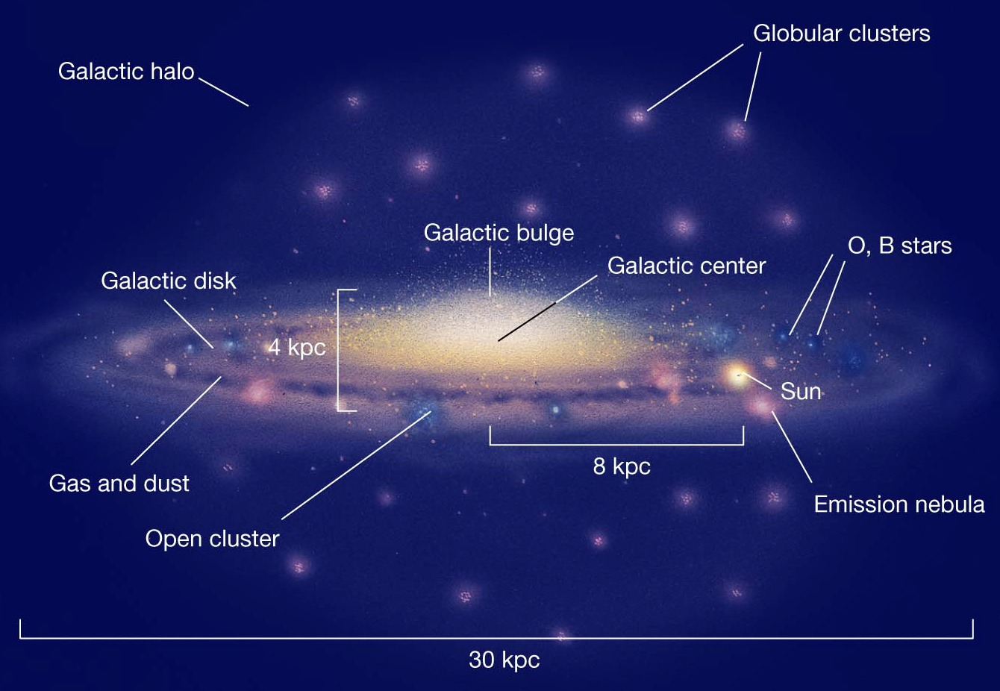 Globular clusters
Galactic halo
Galactic bulge
O, B stars
Galactic center
Galactic disk
4 kpc
Sun
8 kpc
Gas and dust
Emission nebula
Open cluster
30 kpc